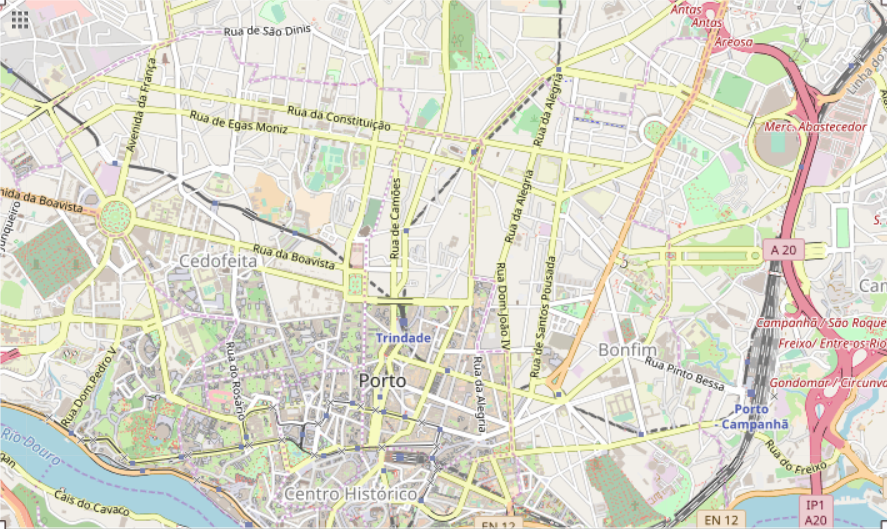 Antas
Antas
Areosa
Rua de São Dinis
Linha do
Avenida da França
Rua da Alegria
Rua da Constituição
Rua de Egas Moniz
Merc. Abastecedor
nida da Boavista
Rua de Camões
Rua da Alegria
Rua da Boavista
Cedofeita
A 20
Rua Dom João IV
Rua de Santos Pousada
Campanhã / São Roque
Trindade
Freixo/ Entre-os-Rio
Bonfim
Rua Dom Pedro V
Rua do Rosário
Porto
Rua da Alegria
Rua Pinto Bessa
Gondomar / Circunva
Porto
Campanhã
Rio Douro
Rua do Freixo
Centro Histórico
Cais do Cavaco
EN 12
EN 12
IP1
A20